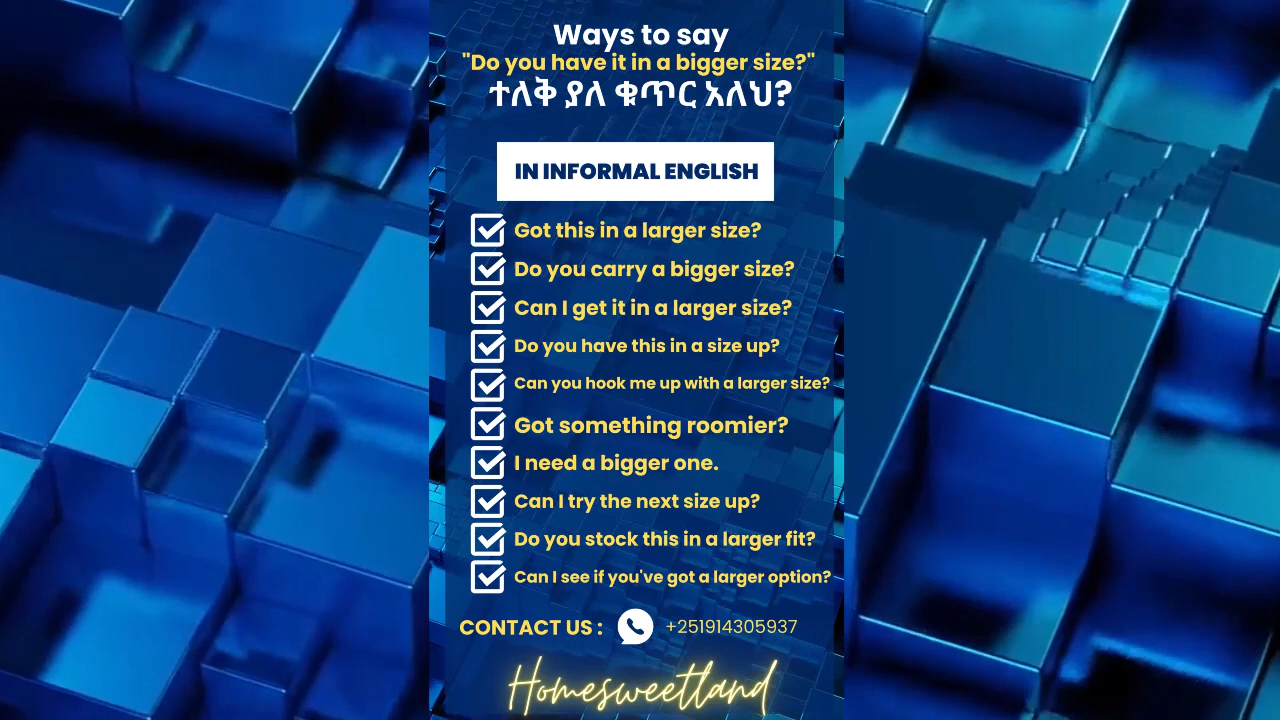 Ways to say
"Do you have it in a bigger size?"
ተለቅ ያለ ቁጥር አለህ?
IN INFORMAL ENGLISH
Got this in a larger size?
Do you carry a bigger size?
Can I get it in a larger size?
Do you have this in a size up?
Can you hook me up with a larger size?
Got something roomier?
I need a bigger one.
Can I try the next size up?
Do you stock this in a larger fit?
Can I see if you've got a larger option?
CONTACT US : +251914305937
Homesweetland